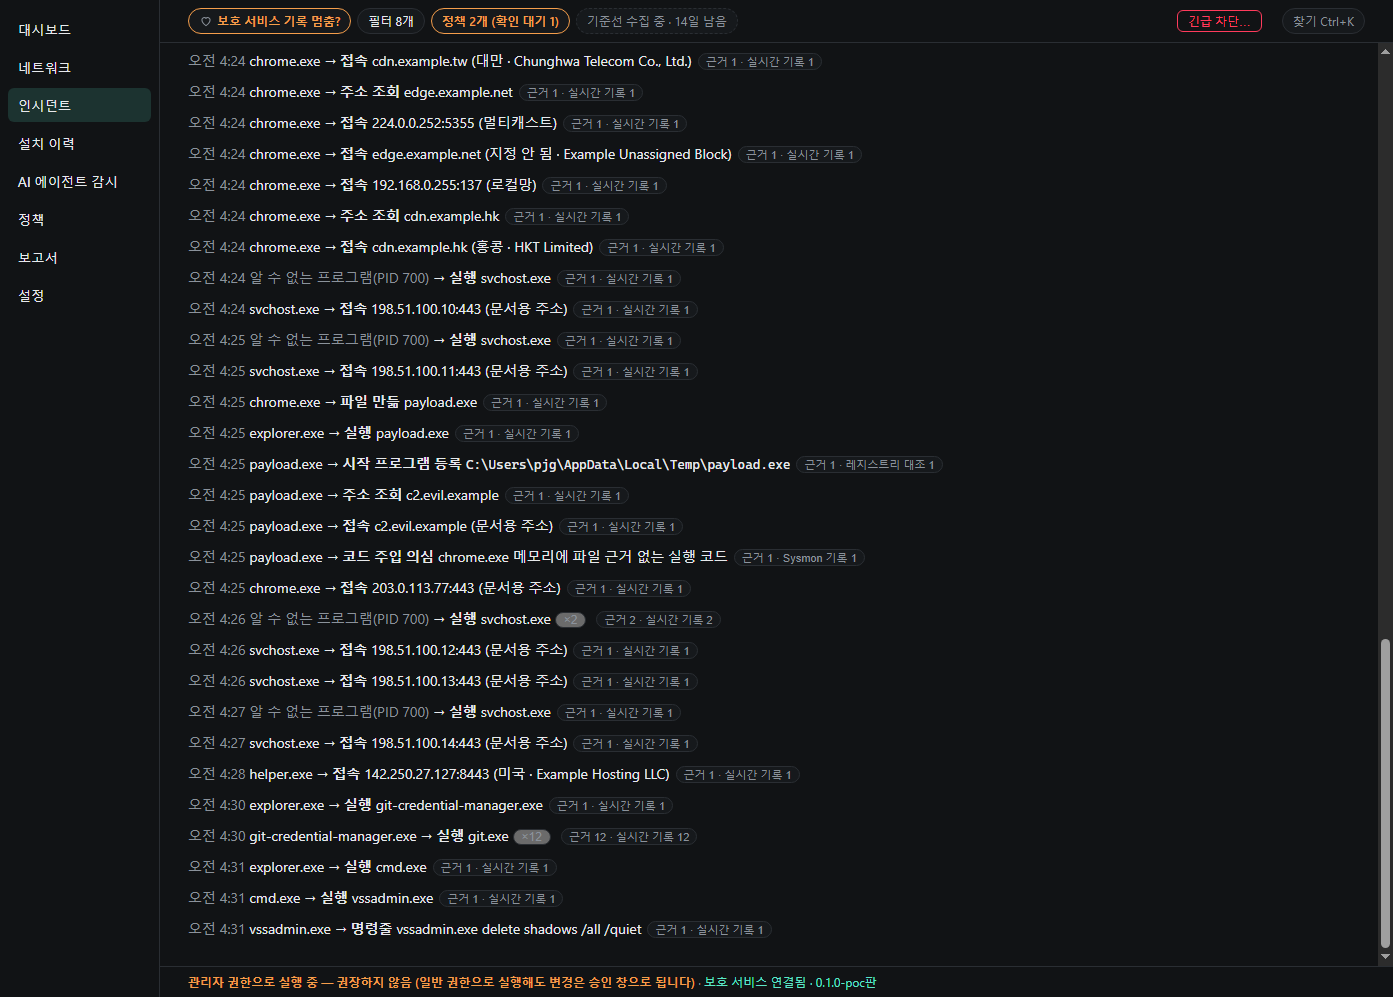 대시보드
네트워크
인시던트
설치 이력
AI 에이전트 감시
정책
보고서
설정
♡ 보호 서비스 기록 멈춤? 필터 8개 정책 2개 (확인 대기 1) 기준선 수집 중 · 14일 남음 긴급 차단... 찾기 Ctrl+K
오전 4:24 chrome.exe → 접속 cdn.example.tw (대만 · Chunghwa Telecom Co., Ltd.) 근거 1 · 실시간 기록 1
오전 4:24 chrome.exe → 주소 조회 edge.example.net 근거 1 · 실시간 기록 1
오전 4:24 chrome.exe → 접속 224.0.0.252:5355 (멀티캐스트) 근거 1 · 실시간 기록 1
오전 4:24 chrome.exe → 접속 edge.example.net (지정 안 됨 · Example Unassigned Block) 근거 1 · 실시간 기록 1
오전 4:24 chrome.exe → 접속 192.168.0.255:137 (로컬망) 근거 1 · 실시간 기록 1
오전 4:24 chrome.exe → 주소 조회 cdn.example.hk 근거 1 · 실시간 기록 1
오전 4:24 chrome.exe → 접속 cdn.example.hk (홍콩 · HKT Limited) 근거 1 · 실시간 기록 1
오전 4:24 알 수 없는 프로그램(PID 700) → 실행 svchost.exe 근거 1 · 실시간 기록 1
오전 4:24 svchost.exe → 접속 198.51.100.10:443 (문서용 주소) 근거 1 · 실시간 기록 1
오전 4:25 알 수 없는 프로그램(PID 700) → 실행 svchost.exe 근거 1 · 실시간 기록 1
오전 4:25 svchost.exe → 접속 198.51.100.11:443 (문서용 주소) 근거 1 · 실시간 기록 1
오전 4:25 chrome.exe → 파일 만듦 payload.exe 근거 1 · 실시간 기록 1
오전 4:25 explorer.exe → 실행 payload.exe 근거 1 · 실시간 기록 1
오전 4:25 payload.exe → 시작 프로그램 등록 C:\Users\pjg\AppData\Local\Temp\payload.exe 근거 1 · 레지스트리 대조 1
오전 4:25 payload.exe → 주소 조회 c2.evil.example 근거 1 · 실시간 기록 1
오전 4:25 payload.exe → 접속 c2.evil.example (문서용 주소) 근거 1 · 실시간 기록 1
오전 4:25 payload.exe → 코드 주입 의심 chrome.exe 메모리에 파일 근거 없는 실행 코드 근거 1 · Sysmon 기록 1
오전 4:25 chrome.exe → 접속 203.0.113.77:443 (문서용 주소) 근거 1 · 실시간 기록 1
오전 4:26 알 수 없는 프로그램(PID 700) → 실행 svchost.exe ×2 근거 2 · 실시간 기록 2
오전 4:26 svchost.exe → 접속 198.51.100.12:443 (문서용 주소) 근거 1 · 실시간 기록 1
오전 4:26 svchost.exe → 접속 198.51.100.13:443 (문서용 주소) 근거 1 · 실시간 기록 1
오전 4:27 알 수 없는 프로그램(PID 700) → 실행 svchost.exe 근거 1 · 실시간 기록 1
오전 4:27 svchost.exe → 접속 198.51.100.14:443 (문서용 주소) 근거 1 · 실시간 기록 1
오전 4:28 helper.exe → 접속 142.250.27.127:8443 (미국 · Example Hosting LLC) 근거 1 · 실시간 기록 1
오전 4:30 explorer.exe → 실행 git-credential-manager.exe 근거 1 · 실시간 기록 1
오전 4:30 git-credential-manager.exe → 실행 git.exe ×12 근거 12 · 실시간 기록 12
오전 4:31 explorer.exe → 실행 cmd.exe 근거 1 · 실시간 기록 1
오전 4:31 cmd.exe → 실행 vssadmin.exe 근거 1 · 실시간 기록 1
오전 4:31 vssadmin.exe → 명령줄 vssadmin.exe delete shadows /all /quiet 근거 1 · 실시간 기록 1
관리자 권한으로 실행 중 — 권장하지 않음 (일반 권한으로 실행해도 변경은 승인 창으로 됩니다) · 보호 서비스 연결됨 · 0.1.0-poc판